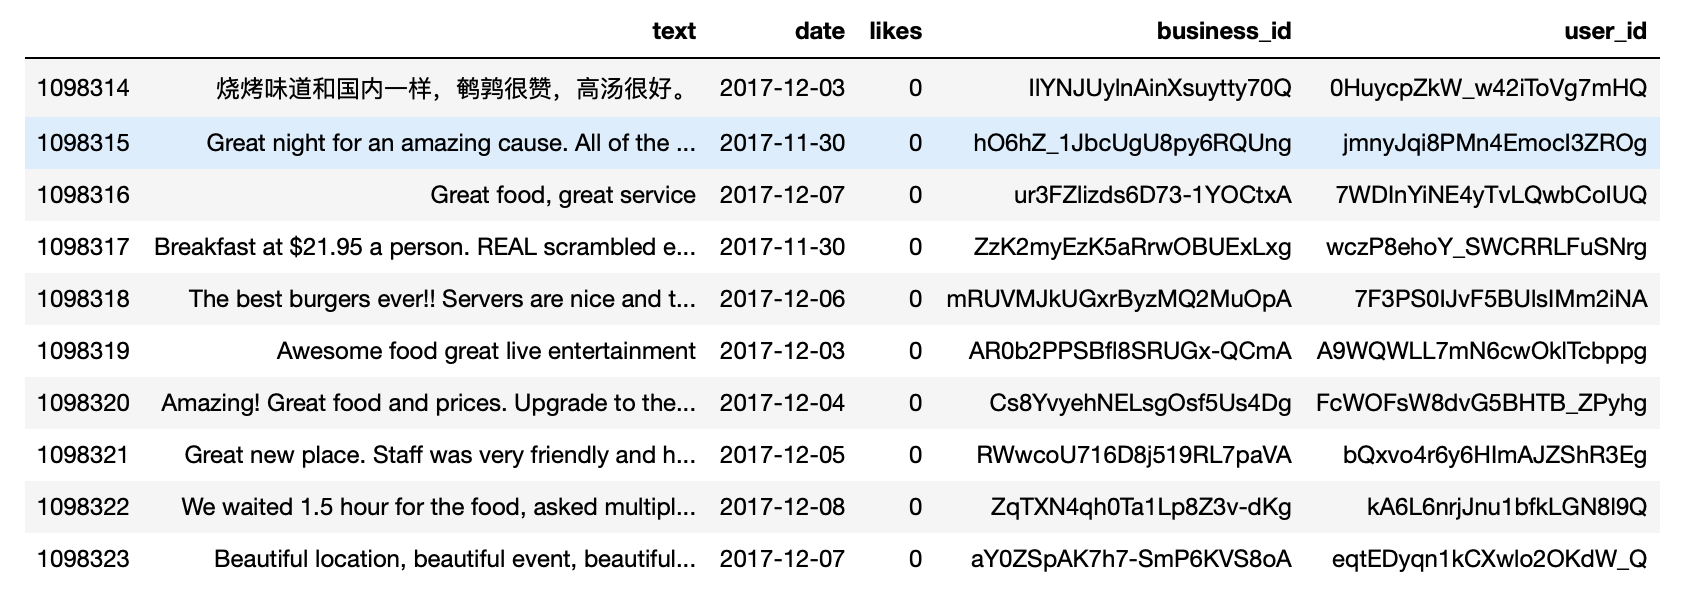 text date likes business_id user_id
1098314 烧烤味道和国内一样，鹌鹑很赞，高汤很好。 2017-12-03 0 IIYNJUylnAinXsuytty70Q 0HuycpZkW_w42iToVg7mHQ
1098315 Great night for an amazing cause. All of the ... 2017-11-30 0 hO6hZ_1JbcUgU8py6RQUng jmnyJqi8PMn4EmocI3ZROg
1098316 Great food, great service 2017-12-07 0 ur3FZlizds6D73-1YOCtxA 7WDInYiNE4yTvLQwbCoIUQ
1098317 Breakfast at $21.95 a person. REAL scrambled e... 2017-11-30 0 ZzK2myEzK5aRrwOBUExLxg wczP8ehoY_SWCRRLFuSNrg
1098318 The best burgers ever!! Servers are nice and t... 2017-12-06 0 mRUVMJkUGxrByzMQ2MuOpA 7F3PS0IJvF5BUlsIMm2iNA
1098319 Awesome food great live entertainment 2017-12-03 0 AR0b2PPSBfl8SRUGx-QCmA A9WQWLL7mN6cwOklTcbppg
1098320 Amazing! Great food and prices. Upgrade to the... 2017-12-04 0 Cs8YvyehNELsgOsf5Us4Dg FcWOFsW8dvG5BHTB_ZPyhg
1098321 Great new place. Staff was very friendly and h... 2017-12-05 0 RWwcoU716D8j519RL7paVA bQxvo4r6y6HImAJZShR3Eg
1098322 We waited 1.5 hour for the food, asked multipl... 2017-12-08 0 ZqTXN4qh0Ta1Lp8Z3v-dKg kA6L6nrjJnu1bfkLGN8I9Q
1098323 Beautiful location, beautiful event, beautiful... 2017-12-07 0 aY0ZSpAK7h7-SmP6KVS8oA eqtEDyqn1kCXwlo2OKdW_Q